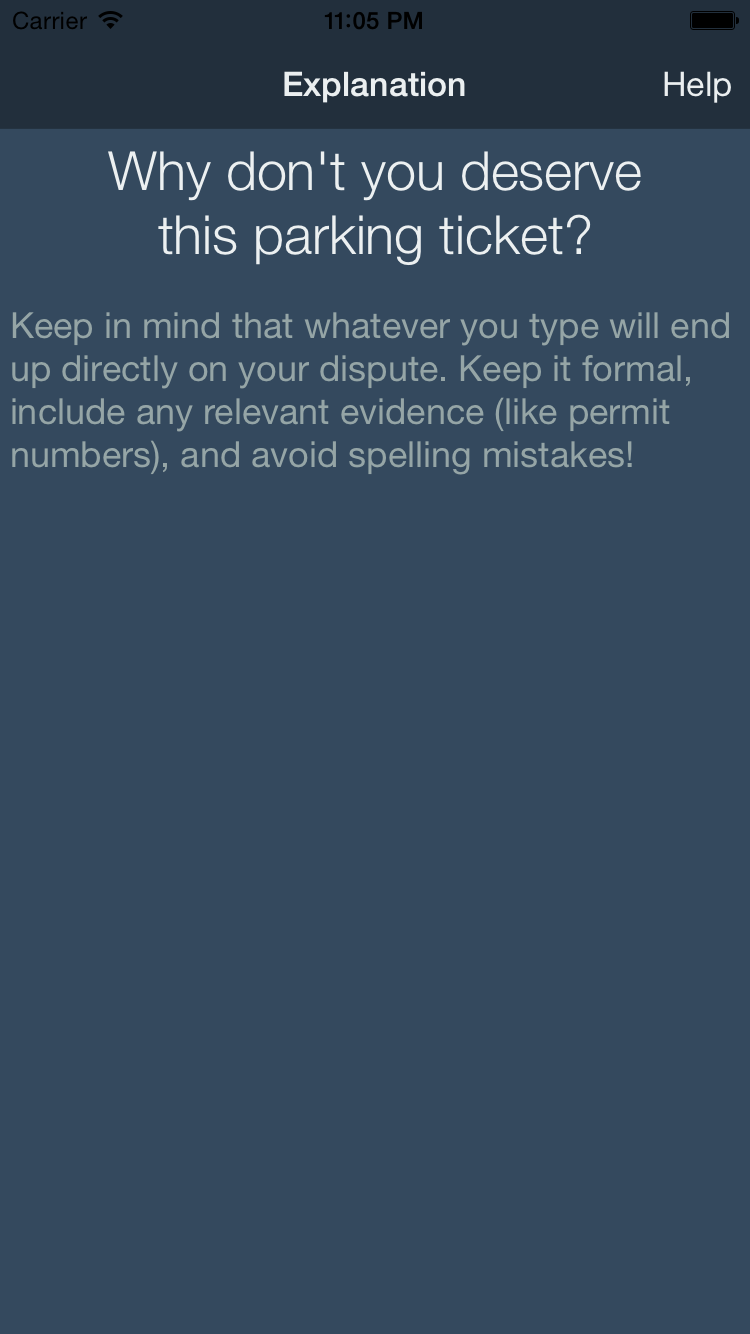 Carrier 11:05 PM
Explanation Help
Why don't you deserve
this parking ticket?
Keep in mind that whatever you type will end
up directly on your dispute. Keep it formal,
include any relevant evidence (like permit
numbers), and avoid spelling mistakes!